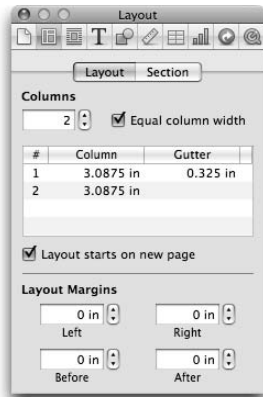 Layout
T
Layout Section
Columns
2 Equal column width
# Column Gutter
1 3.0875 in 0.325 in
2 3.0875 in
Layout starts on new page
Layout Margins
0 in 0 in
Left Right
0 in 0 in
Before After